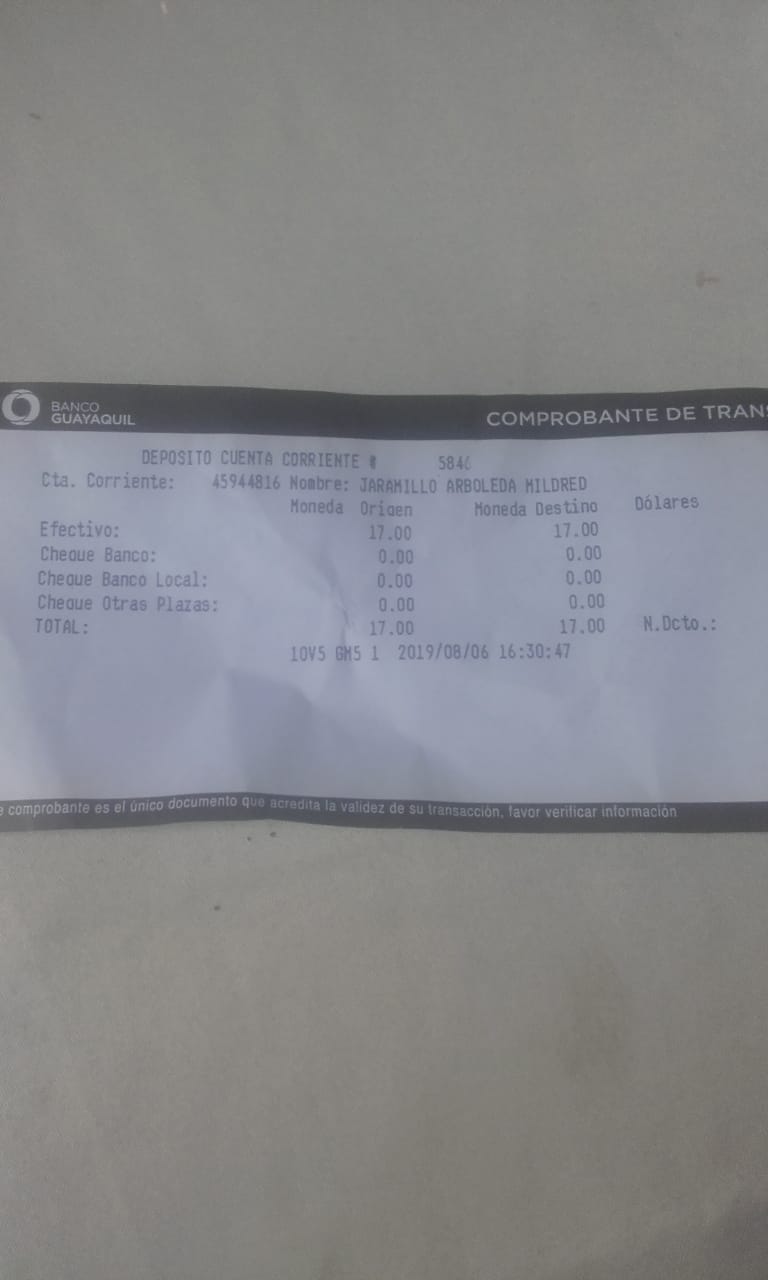 BANCO
GUAYAQUIL
COMPROBANTE DE TRANS
DEPOSITO CUENTA CORRIENTE # 5846
Cta. Corriente: 45944816 Nombre: JARAMILLO ARBOLEDA MILDRED
Moneda Origen Moneda Destino Dólares
Efectivo: 17.00 17.00
Cheque Banco: 0.00 0.00
Cheque Banco Local: 0.00 0.00
Cheque Otras Plazas: 0.00 0.00
TOTAL: 17.00 17.00 N.Dcto.:
10V5 GM5 1 2019/08/06 16:30:47
e comprobante es el único documento que acredita la validez de su transacción, favor verificar información